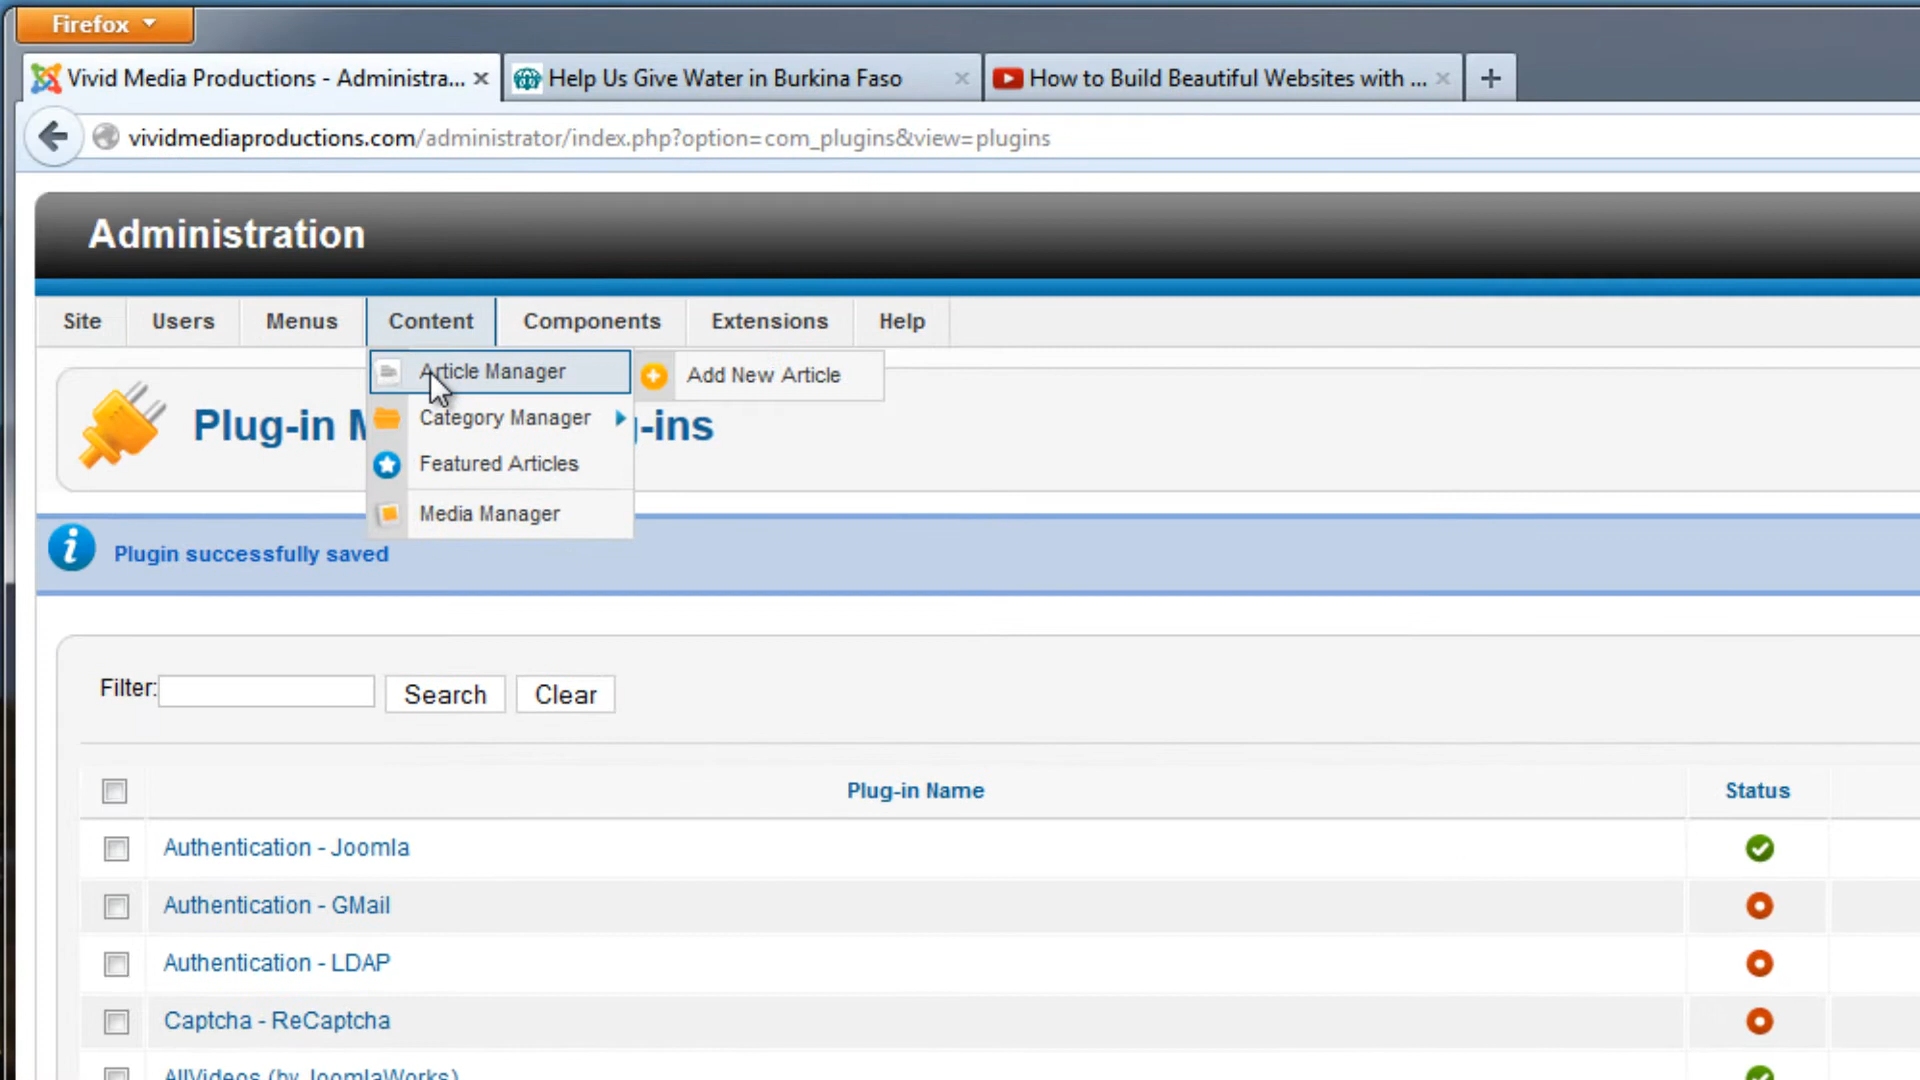 Firefox
Vivid Media Productions - Administra...
Help Us Give Water in Burkina Faso
How to Build Beautiful Websites with ...
vividmediaproductions.com/administrator/index.php?option=com_plugins&view=plugins
Administration
Site Users Menus Content Components Extensions Help
Article Manager
Add New Article
Category Manager
Plug-in M
-ins
Featured Articles
Media Manager
Plugin successfully saved
Filter: Search Clear
Plug-in Name Status
Authentication - Joomla
Authentication - GMail
Authentication - LDAP
Captcha - ReCaptcha
AllVideos (by JoomlaWorks)